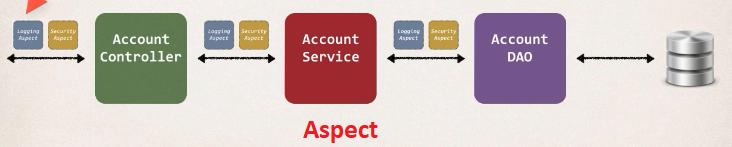 Logging
Aspect
Security
Aspect
Account
Controller
Logging
Aspect
Security
Aspect
Account
Service
Logging
Aspect
Security
Aspect
Account
DAO
Aspect